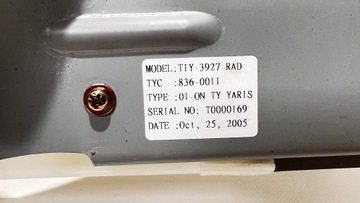 MODEL:TIY-3927 RAD
TYC :836-0011
TYPE :01-ON TY YARIS
SERIAL NO: T0000169
DATE :Oct, 25, 2005